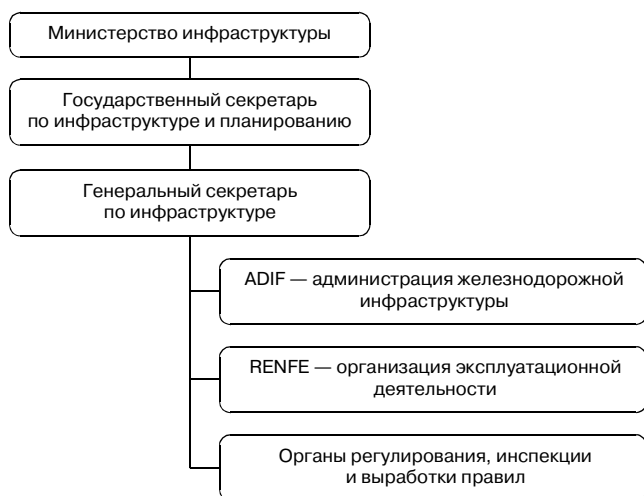 Министерство инфраструктуры
Государственный секретарь
по инфраструктуре и планированию
Генеральный секретарь
по инфраструктуре
ADIF — администрация железнодорожной
инфраструктуры
RENFE — организация эксплуатационной
деятельности
Органы регулирования, инспекции
и выработки правил